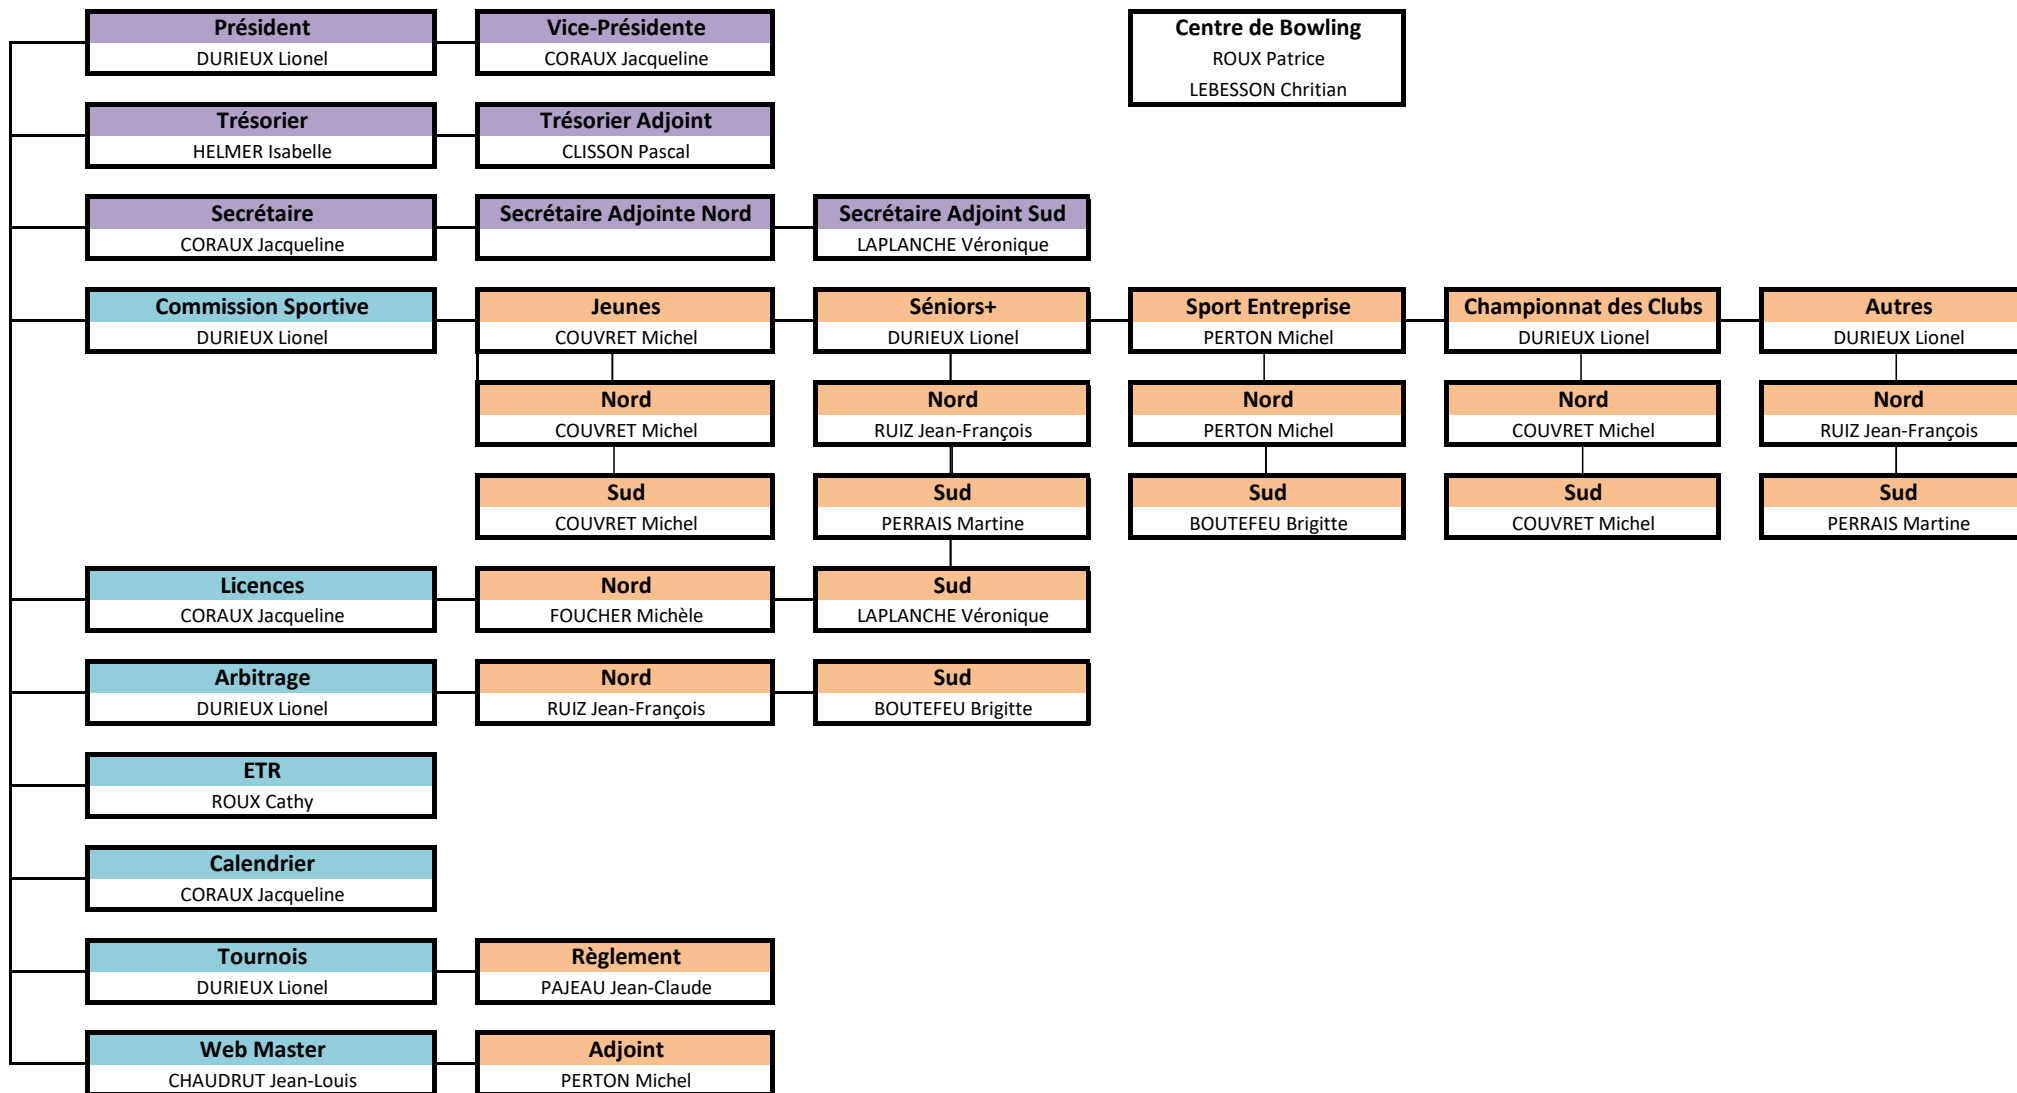 Président
DURIEUX Lionel
Vice-Présidente
CORAUX Jacqueline
Centre de Bowling
ROUX Patrice
LEBESSON Chritian
Trésorier
HELMER Isabelle
Trésorier Adjoint
CLISSON Pascal
Secrétaire
CORAUX Jacqueline
Secrétaire Adjointe Nord
Secrétaire Adjoint Sud
LAPLANCHE Véronique
Commission Sportive
DURIEUX Lionel
Jeunes
COUVRET Michel
Séniors+
DURIEUX Lionel
Sport Entreprise
PERTON Michel
Championnat des Clubs
DURIEUX Lionel
Autres
DURIEUX Lionel
Nord
COUVRET Michel
Nord
RUIZ Jean-François
Nord
PERTON Michel
Nord
COUVRET Michel
Nord
RUIZ Jean-François
Sud
COUVRET Michel
Sud
PERRAIS Martine
Sud
BOUTEFEU Brigitte
Sud
COUVRET Michel
Sud
PERRAIS Martine
Licences
CORAUX Jacqueline
Nord
FOUCHER Michèle
Sud
LAPLANCHE Véronique
Arbitrage
DURIEUX Lionel
Nord
RUIZ Jean-François
Sud
BOUTEFEU Brigitte
ETR
ROUX Cathy
Calendrier
CORAUX Jacqueline
Tournois
DURIEUX Lionel
Règlement
PAJEAU Jean-Claude
Web Master
CHAUDRUT Jean-Louis
Adjoint
PERTON Michel